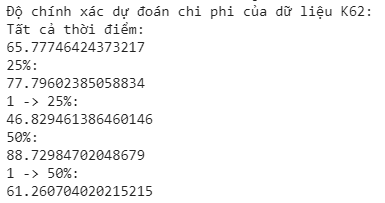 Độ chính xác dự đoán chi phí của dữ liệu K62:
Tất cả thời điểm:
65.77746424373217
25%:
77.79602385058834
1 -> 25%:
46.829461386460146
50%:
88.72984702048679
1 -> 50%:
61.260704020215215